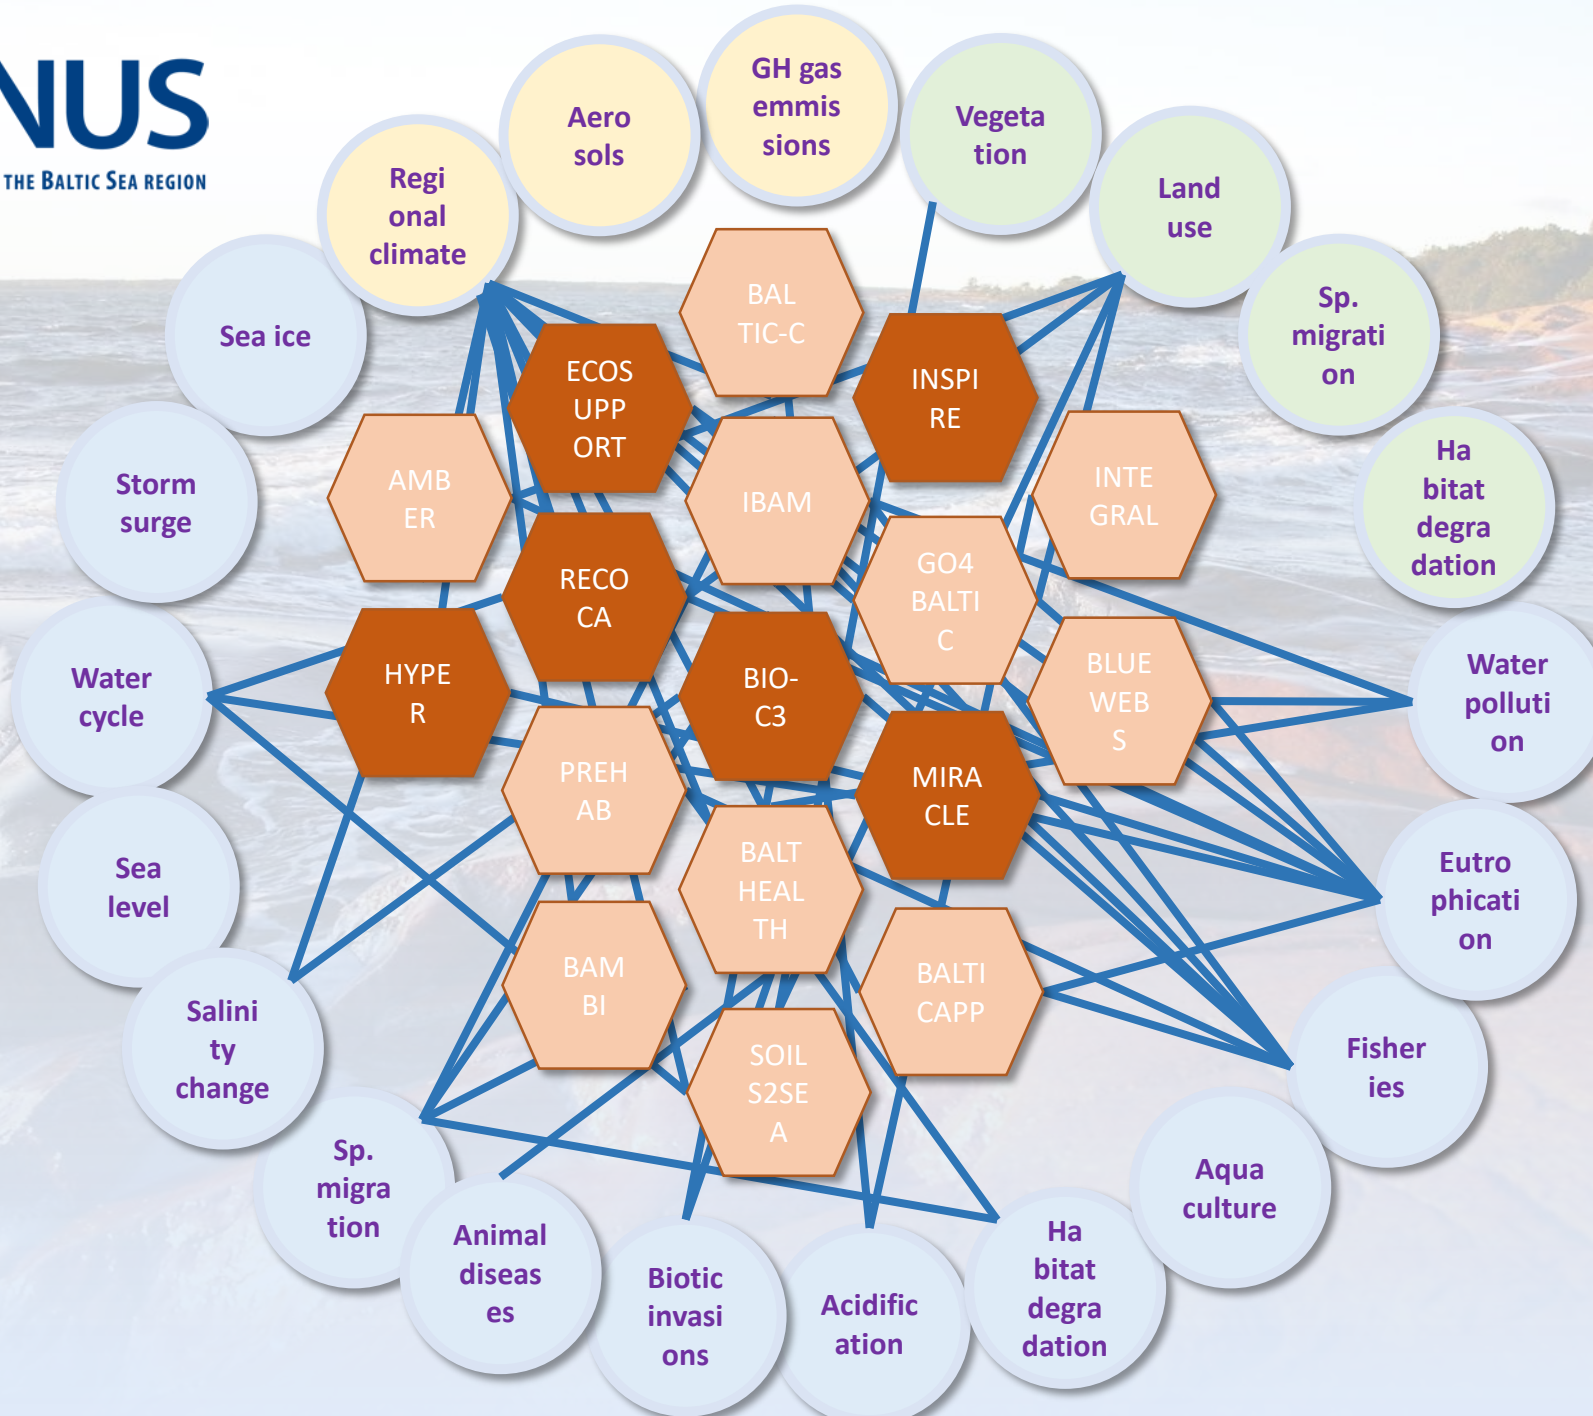 NUS
THE BALTIC SEA REGION
GH gas
emmis
sions
Aero
sols
Vegeta
tion
Regi
onal
climate
Land
use
Sea ice
Sp.
migrati
on
Storm
surge
Ha
bitat
degra
dation
Water
cycle
Water
polluti
on
Sea
level
Eutro
phicati
on
Salini
ty
change
Fisher
ies
Sp.
migra
tion
Aqua
culture
Animal
diseas
es
Biotic
invasi
ons
Acidific
ation
Ha
bitat
degra
dation
BAL
TIC-C
ECOS
UPP
ORT
INSPI
RE
AMB
ER
IBAM
INTE
GRAL
RECO
CA
GO4
BALTI
C
HYPE
R
BIO-
C3
BLUE
WEB
S
PREH
AB
MIRA
CLE
BALT
HEAL
TH
BAM
BI
BALTI
CAPP
SOIL
S2SE
A